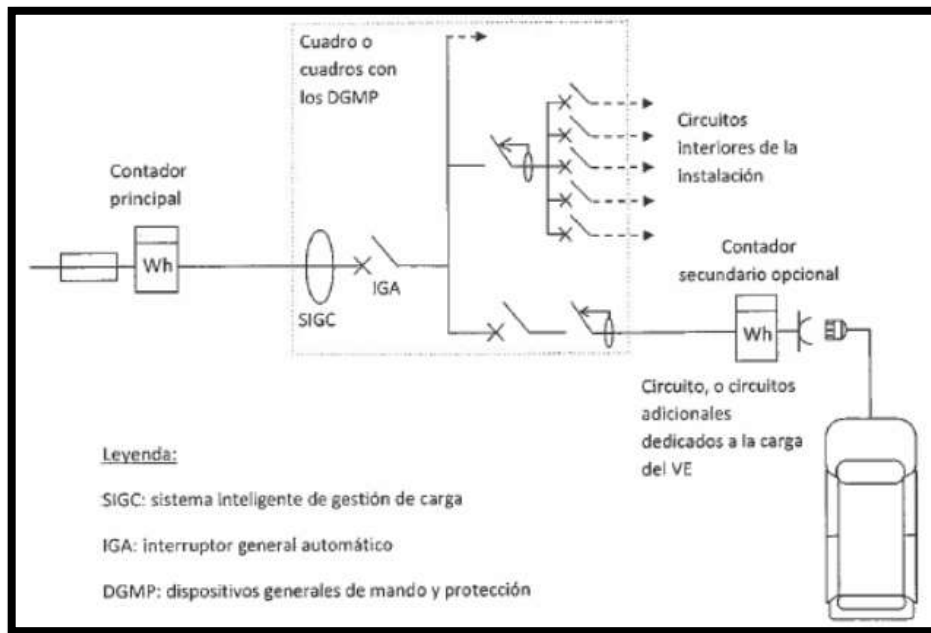 Cuadro o
cuadros con
los DGMP
Circuitos
interiores de la
instalación
Contador
principal
Wh
SIGC
IGA
Contador
secundario opcional
Wh
Circuito, o circuitos
adicionales
dedicados a la carga
del VE
Leyenda:
SIGC: sistema inteligente de gestión de carga
IGA: interruptor general automático
DGMP: dispositivos generales de mando y protección